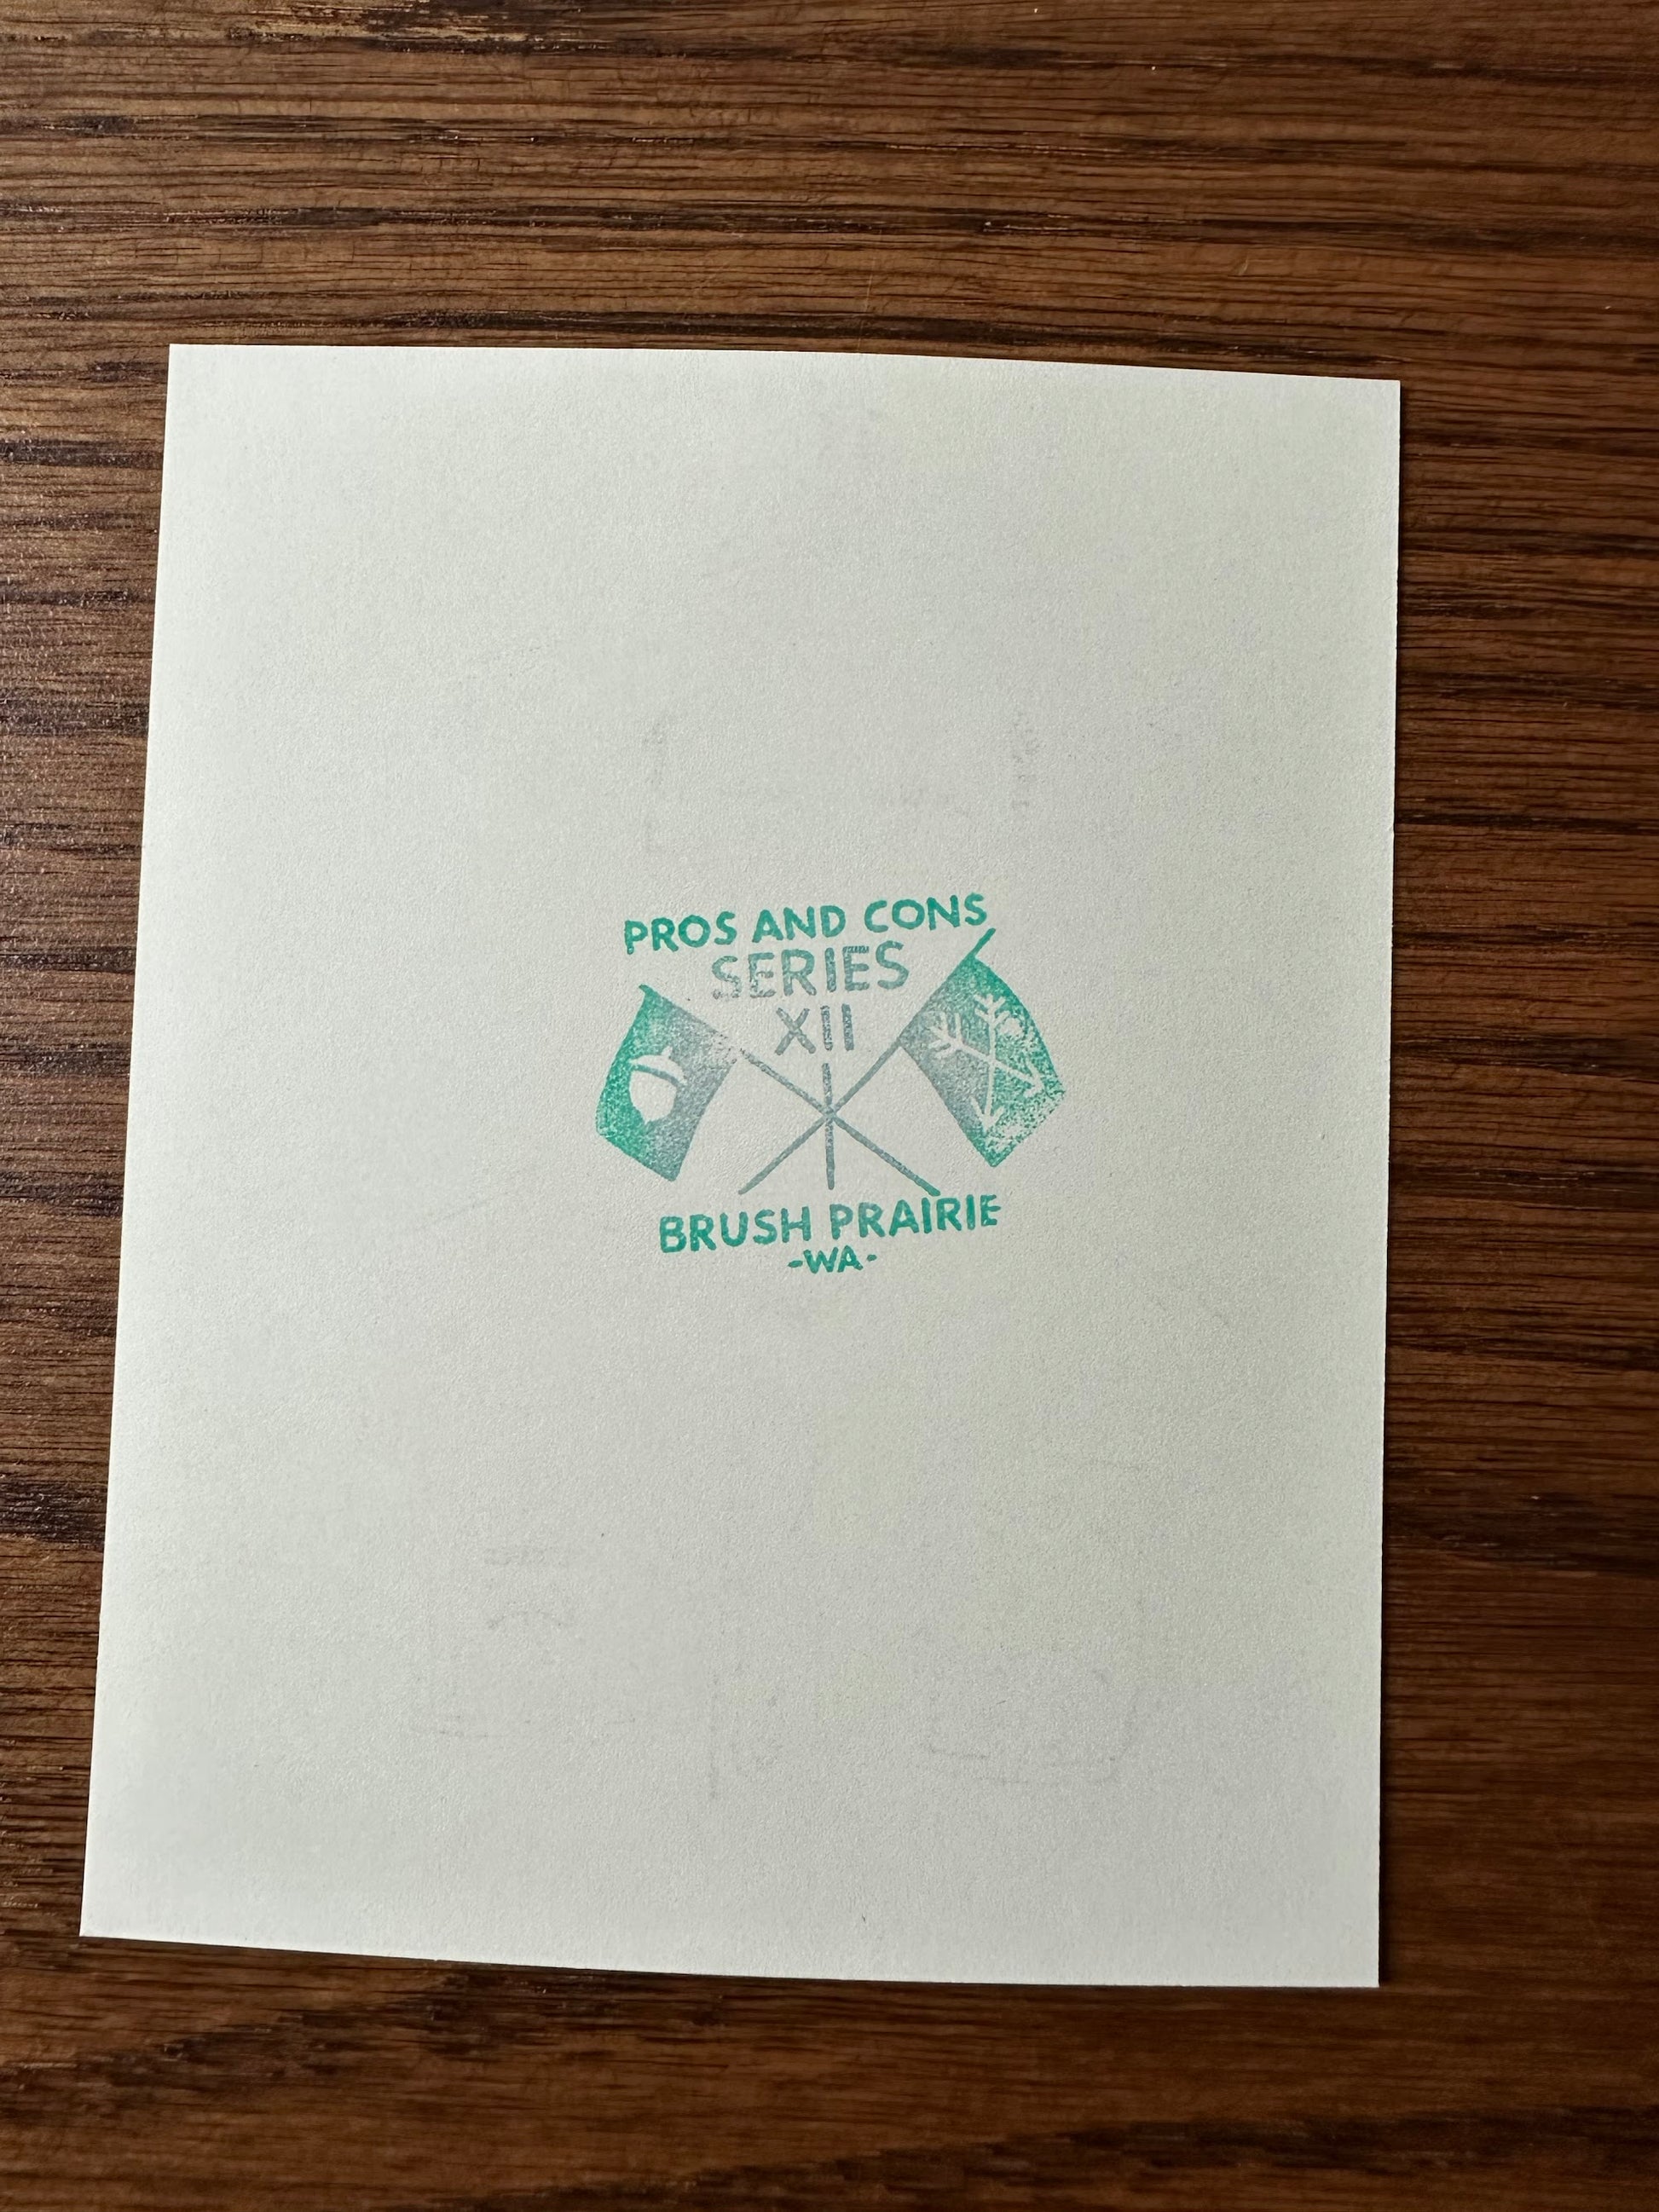 PROS AND CONS
SERIES
XII
BRUSH PRAIRIE
-WA-